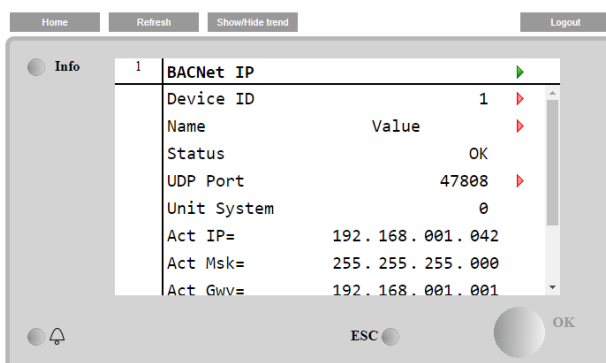 Home Refresh Show/Hide trend Logout
Info 1 BACNet IP
Device ID 1
Name Value
Status OK
UDP Port 47808
Unit System 0
Act IP= 192.168.001.042
Act Msk= 255.255.255.000
Act Gwy= 192.168.001.001
ESC OK